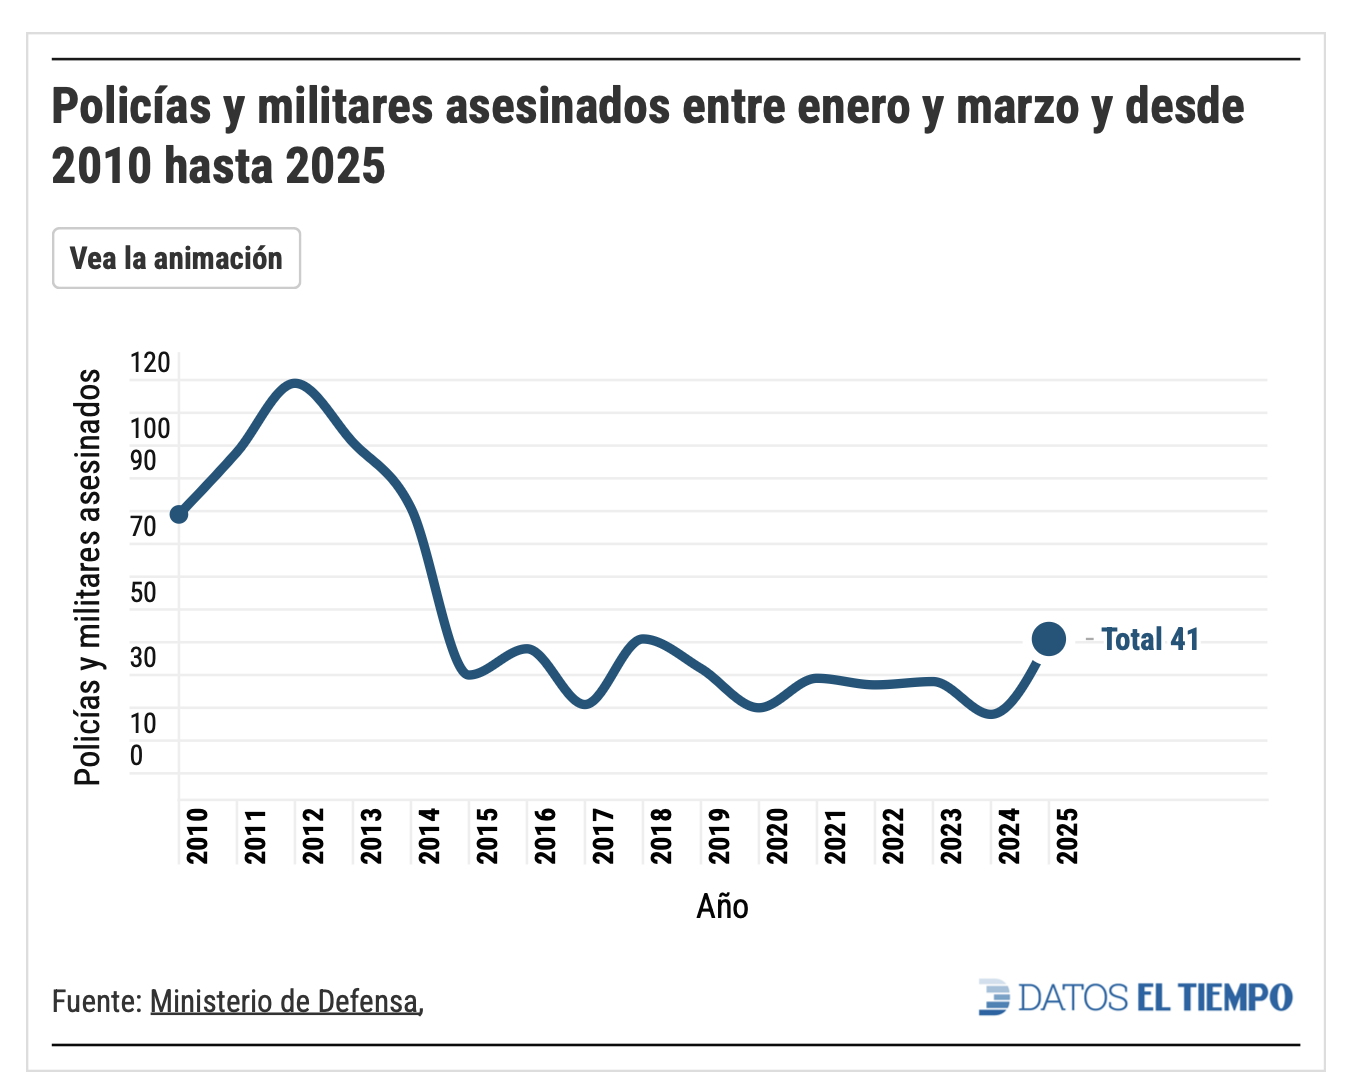 Policías y militares asesinados entre enero y marzo y desde
2010 hasta 2025
Vea la animación
Policías y militares asesinados
120
100
90
70
50
30
10
0
- Total 41
2010 2011 2012 2013 2014 2015 2016 2017 2018 2019 2020 2021 2022 2023 2024 2025
Año
Fuente: Ministerio de Defensa,
DATOS EL TIEMPO